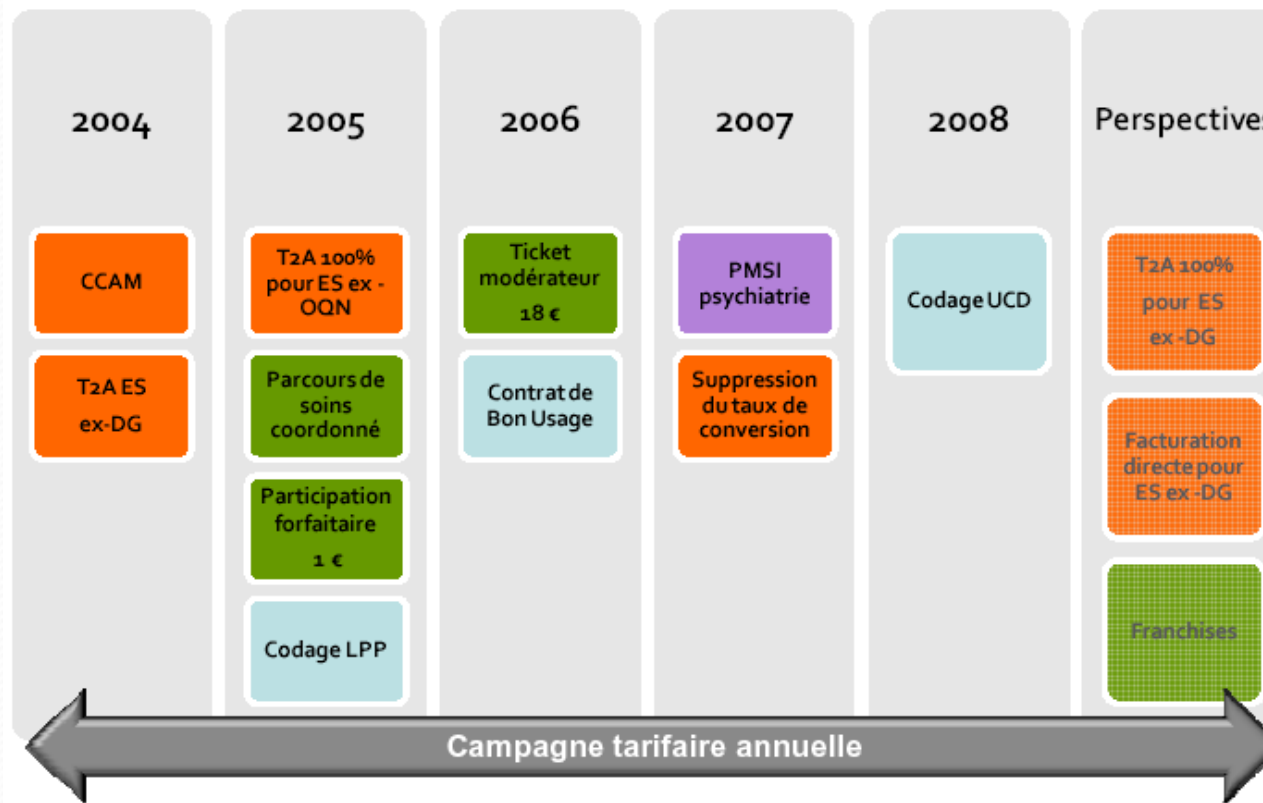 2004
CCAM
T2A ES
ex-DG
2005
T2A 100%
pour ES ex -
OQN
Parcours de
soins
coordonné
Participation
forfaitaire
1 €
Codage LPP
2006
Ticket
modérateur
18 €
Contrat de
Bon Usage
2007
PMSI
psychiatrie
Suppression
du taux de
conversion
2008
Codage UCD
Perspectives
T2A 100%
pour ES
ex -DG
Facturation
directe pour
ES ex -DG
Franchises
Campagne tarifaire annuelle